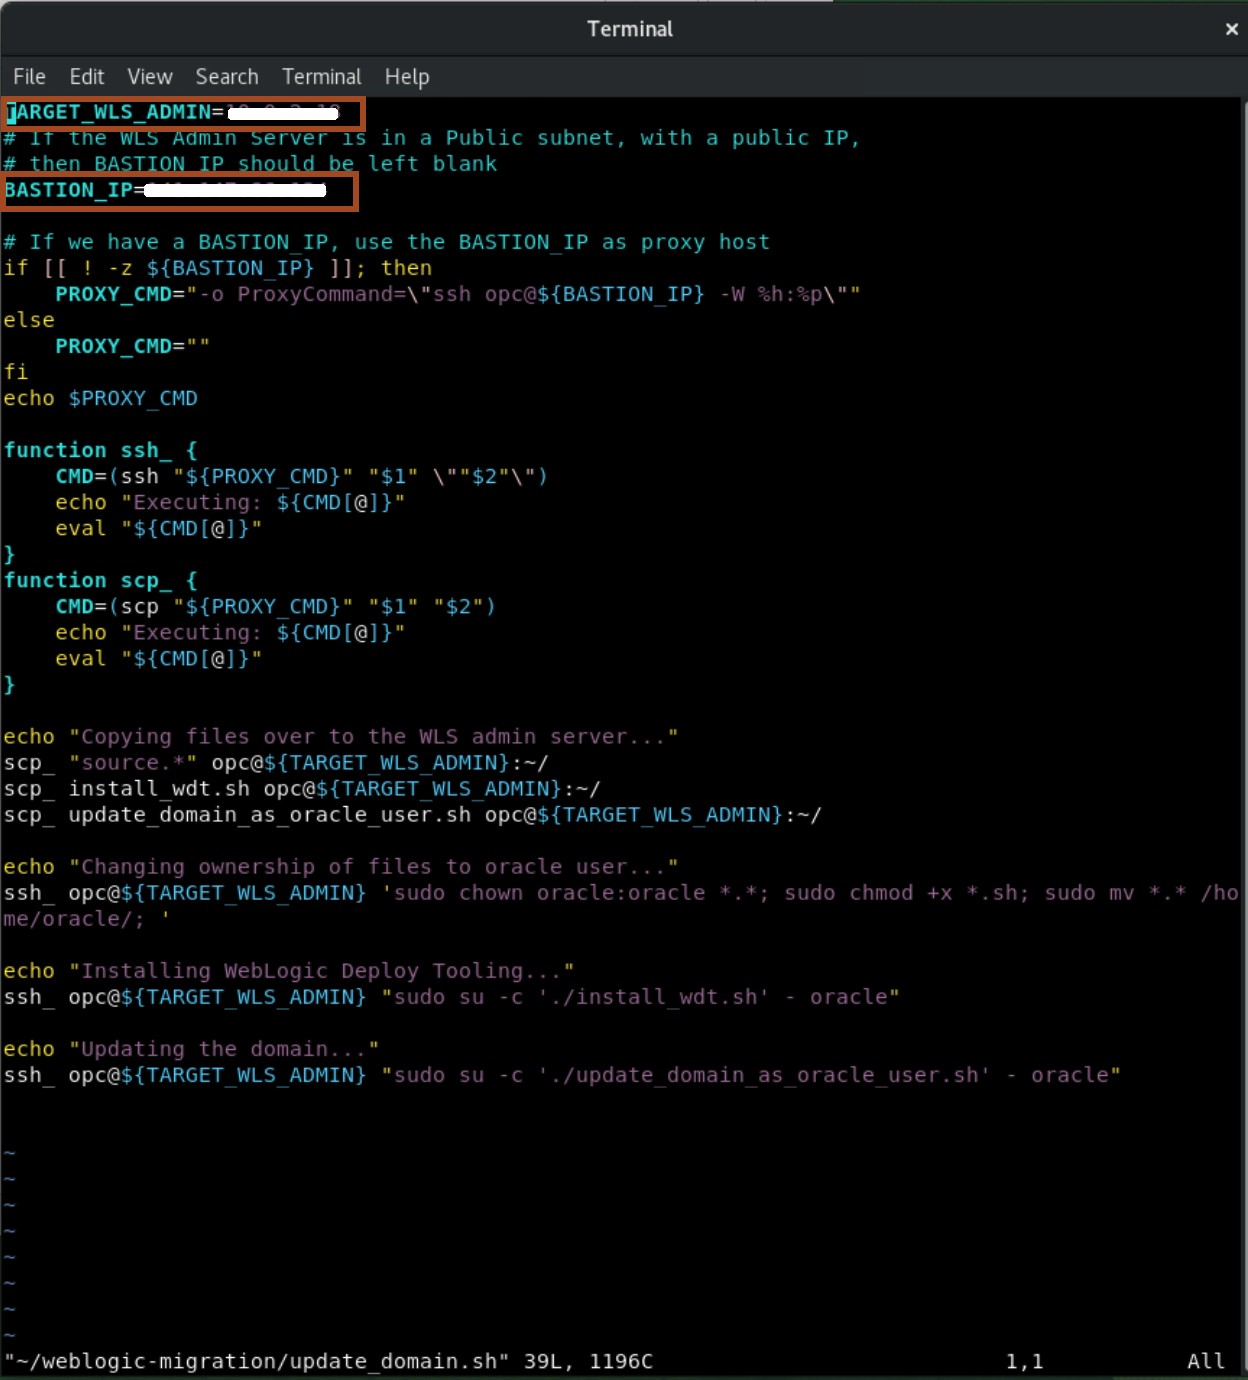 Terminal
×
File Edit View Search Terminal Help
TARGET_WLS_ADMIN=
# If the WLS Admin Server is in a Public subnet, with a public IP,
# then BASTION IP should be left blank
BASTION_IP=
# If we have a BASTION_IP, use the BASTION_IP as proxy host
if [[ ! -z ${BASTION_IP} ]]; then
    PROXY_CMD="-o ProxyCommand=\"ssh opc@${BASTION_IP} -W %h:%p\""
else
    PROXY_CMD=""
fi
echo $PROXY_CMD
function ssh_ {
    CMD=(ssh "${PROXY_CMD}" "$1" \""$2"\")
    echo "Executing: ${CMD[@]}"
    eval "${CMD[@]}"
}
function scp_ {
    CMD=(scp "${PROXY_CMD}" "$1" "$2")
    echo "Executing: ${CMD[@]}"
    eval "${CMD[@]}"
}
echo "Copying files over to the WLS admin server..."
scp_ "source.*" opc@${TARGET_WLS_ADMIN}:~/
scp_ install_wdt.sh opc@${TARGET_WLS_ADMIN}:~/
scp_ update_domain_as_oracle_user.sh opc@${TARGET_WLS_ADMIN}:~/
echo "Changing ownership of files to oracle user..."
ssh_ opc@${TARGET_WLS_ADMIN} 'sudo chown oracle:oracle *.*; sudo chmod +x *.sh; sudo mv *.* /ho
me/oracle/; '
echo "Installing WebLogic Deploy Tooling..."
ssh_ opc@${TARGET_WLS_ADMIN} "sudo su -c './install_wdt.sh' - oracle"
echo "Updating the domain..."
ssh_ opc@${TARGET_WLS_ADMIN} "sudo su -c './update_domain_as_oracle_user.sh' - oracle"
~
~
~
~
~
~
~
~
"~/weblogic-migration/update_domain.sh" 39L, 1196C 1,1 All